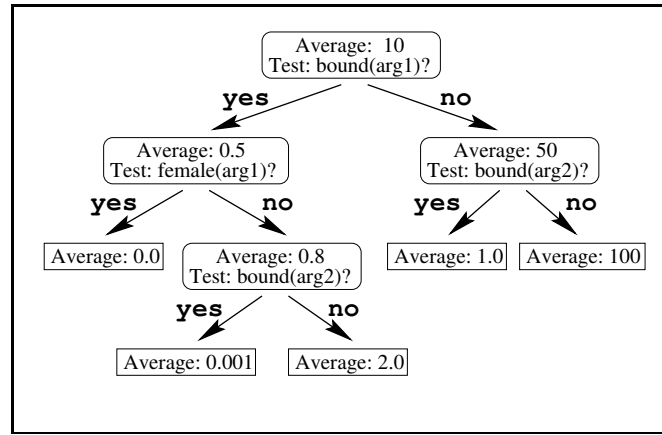 Average: 10
Test: bound(arg1)?
yes
no
Average: 0.5
Test: female(arg1)?
Average: 50
Test: bound(arg2)?
yes
no
yes
no
Average: 0.0
Average: 0.8
Test: bound(arg2)?
Average: 1.0
Average: 100
yes
no
Average: 0.001
Average: 2.0